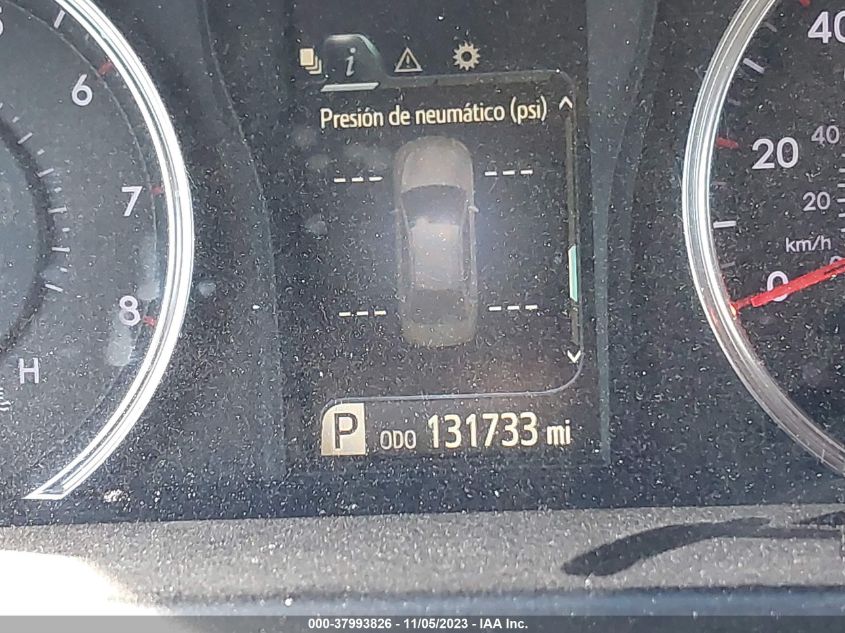 6
7
8
H
i
Presión de neumático (psi)
--- ---
--- ---
P ODO 131733 mi
40
20
40
20
km/h
0
000-37993826 - 11/05/2023 - IAA Inc.